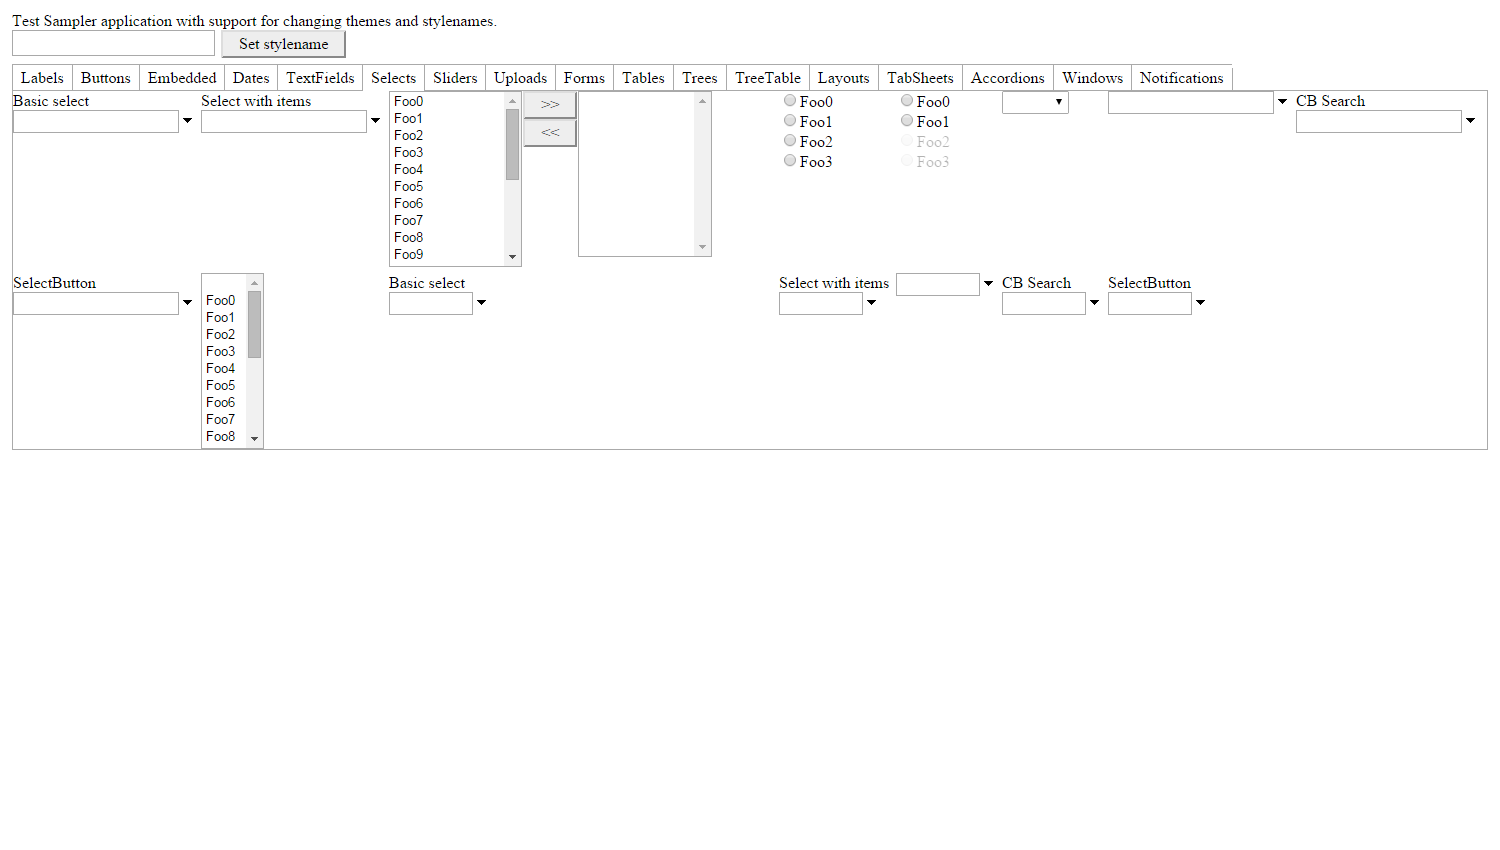 Test Sampler application with support for changing themes and stylenames.
Set stylename
Labels Buttons Embedded Dates TextFields Selects Sliders Uploads Forms Tables Trees TreeTable Layouts TabSheets Accordions Windows Notifications
Basic select
Select with items
Foo0
Foo1
Foo2
Foo3
Foo4
Foo5
Foo6
Foo7
Foo8
Foo9
>>
<<
Foo0
Foo1
Foo2
Foo3
Foo0
Foo1
Foo2
Foo3
CB Search
SelectButton
Foo0
Foo1
Foo2
Foo3
Foo4
Foo5
Foo6
Foo7
Foo8
Basic select
Select with items
CB Search
SelectButton